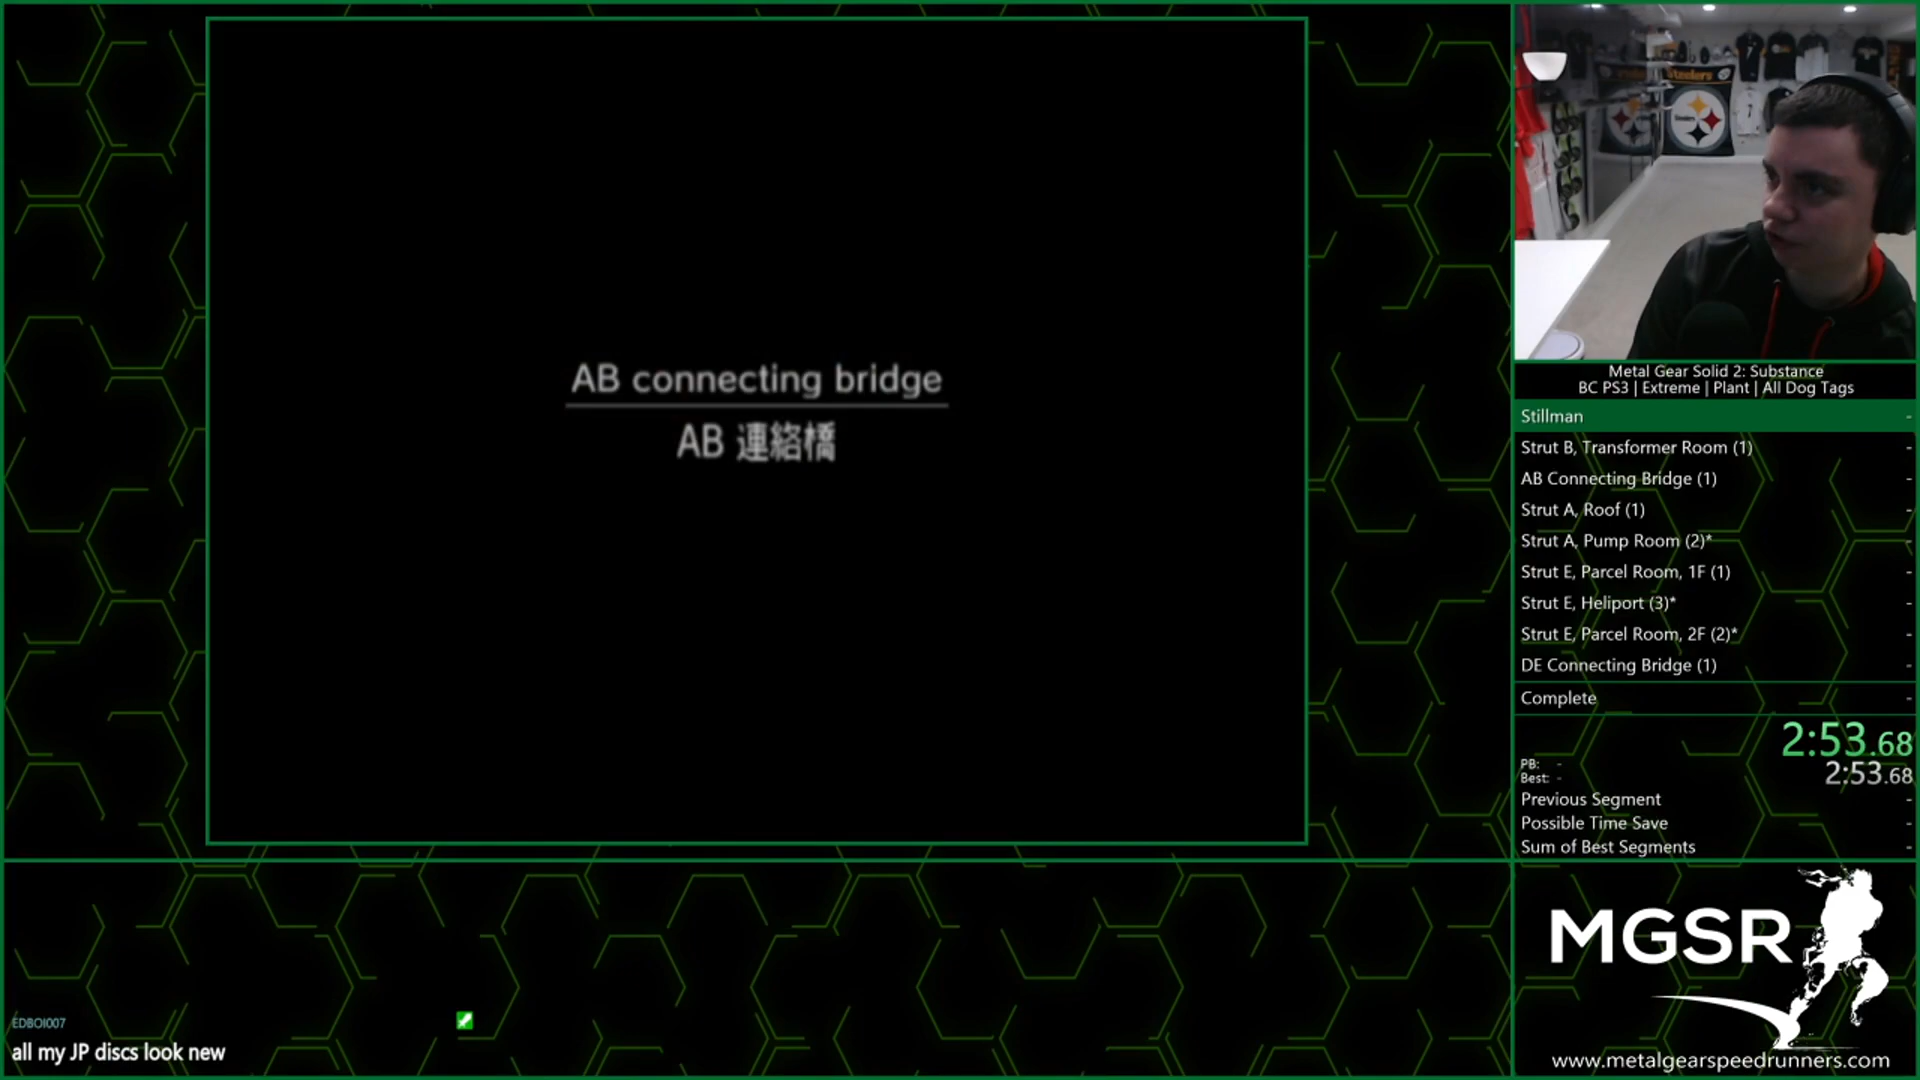 AB connecting bridge
AB 連絡橋
Steelers
Steelers
Metal Gear Solid 2: Substance
BC PS3 | Extreme | Plant | All Dog Tags
Stillman -
Strut B, Transformer Room (1) -
AB Connecting Bridge (1) -
Strut A, Roof (1) -
Strut A, Pump Room (2)* -
Strut E, Parcel Room, 1F (1) -
Strut E, Heliport (3)* -
Strut E, Parcel Room, 2F (2)* -
DE Connecting Bridge (1) -
Complete -
2:53.68
PB: -
Best: -
2:53.68
Previous Segment -
Possible Time Save -
Sum of Best Segments -
MGSR
www.metalgearspeedrunners.com
EDBOI007
all my JP discs look new